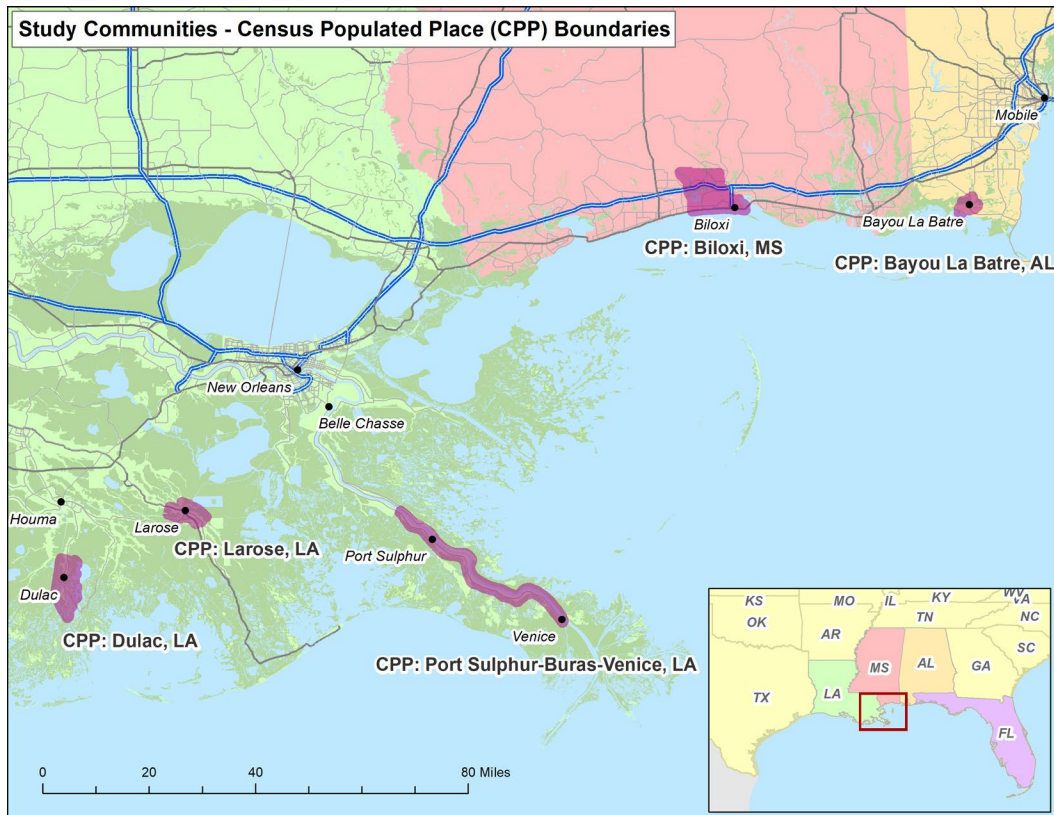 Study Communities - Census Populated Place (CPP) Boundaries
Mobile
Biloxi
Bayou La Batre
CPP: Biloxi, MS
CPP: Bayou La Batre, AL
New Orleans
Belle Chasse
Houma
Larose
CPP: Larose, LA
Port Sulphur
Dulac
CPP: Dulac, LA
Venice
CPP: Port Sulphur-Buras-Venice, LA
0 20 40 80 Miles
KS MO IL KY WV VA
OK AR TN NC
SC
TX LA MS AL GA
FL